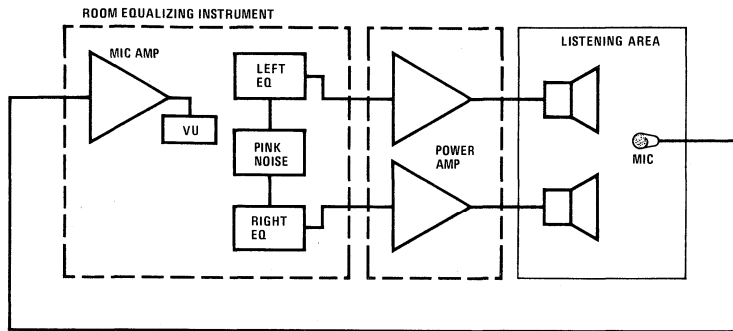 ROOM EQUALIZING INSTRUMENT
MIC AMP
VU
LEFT
EQ
PINK
NOISE
RIGHT
EQ
POWER
AMP
LISTENING AREA
MIC